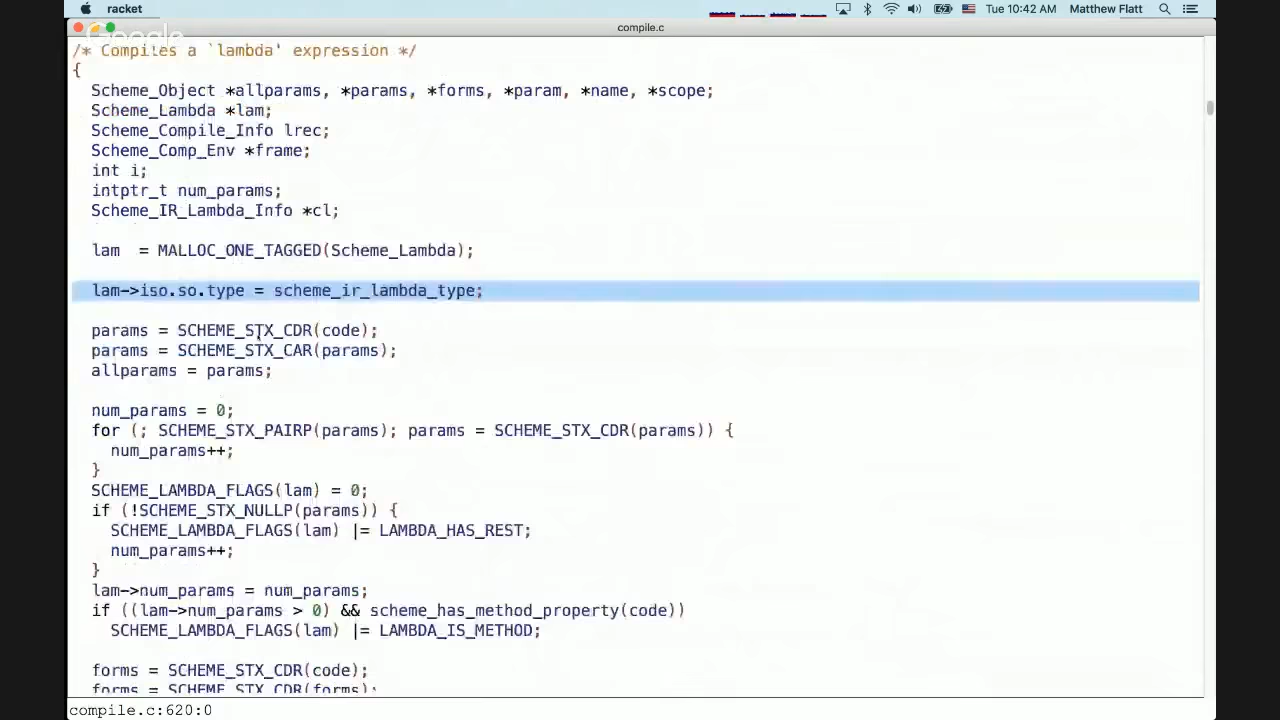 racket
Tue 10:42 AM Matthew Flatt
compile.c
Google
/* Compiles a `lambda' expression */
{
Scheme_Object *allparams, *params, *forms, *param, *name, *scope;
Scheme_Lambda *lam;
Scheme_Compile_Info lrec;
Scheme_Comp_Env *frame;
int i;
intptr_t num_params;
Scheme_IR_Lambda_Info *cl;
lam  = MALLOC_ONE_TAGGED(Scheme_Lambda);
lam->iso.so.type = scheme_ir_lambda_type;
params = SCHEME_STX_CDR(code);
params = SCHEME_STX_CAR(params);
allparams = params;
num_params = 0;
for (; SCHEME_STX_PAIRP(params); params = SCHEME_STX_CDR(params)) {
num_params++;
}
SCHEME_LAMBDA_FLAGS(lam) = 0;
if (!SCHEME_STX_NULLP(params)) {
SCHEME_LAMBDA_FLAGS(lam) |= LAMBDA_HAS_REST;
num_params++;
}
lam->num_params = num_params;
if ((lam->num_params > 0) && scheme_has_method_property(code))
SCHEME_LAMBDA_FLAGS(lam) |= LAMBDA_IS_METHOD;
forms = SCHEME_STX_CDR(code);
forms = SCHEME_STX_CDR(forms);
compile.c:620:0